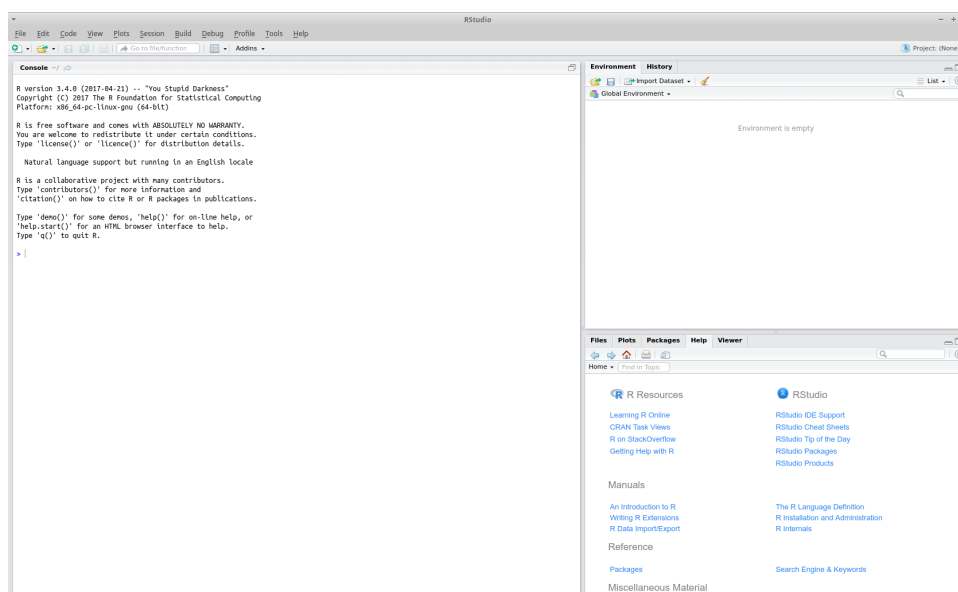 RStudio
File Edit Code View Plots Session Build Debug Profile Tools Help
Go to file/function Addins Project: (None
Console ~/
R version 3.4.0 (2017-04-21) -- "You Stupid Darkness"
Copyright (C) 2017 The R Foundation for Statistical Computing
Platform: x86_64-pc-linux-gnu (64-bit)
R is free software and comes with ABSOLUTELY NO WARRANTY.
You are welcome to redistribute it under certain conditions.
Type 'license()' or 'licence()' for distribution details.
Natural language support but running in an English locale
R is a collaborative project with many contributors.
Type 'contributors()' for more information and
'citation()' on how to cite R or R packages in publications.
Type 'demo()' for some demos, 'help()' for on-line help, or
'help.start()' for an HTML browser interface to help.
Type 'q()' to quit R.
>
Environment History
Import Dataset List
Global Environment
Environment is empty
Files Plots Packages Help Viewer
Home Find in Topic
R Resources
Learning R Online
CRAN Task Views
R on StackOverflow
Getting Help with R
RStudio
RStudio IDE Support
RStudio Cheat Sheets
RStudio Tip of the Day
RStudio Packages
RStudio Products
Manuals
An Introduction to R
Writing R Extensions
R Data Import/Export
The R Language Definition
R Installation and Administration
R Internals
Reference
Packages
Search Engine & Keywords
Miscellaneous Material